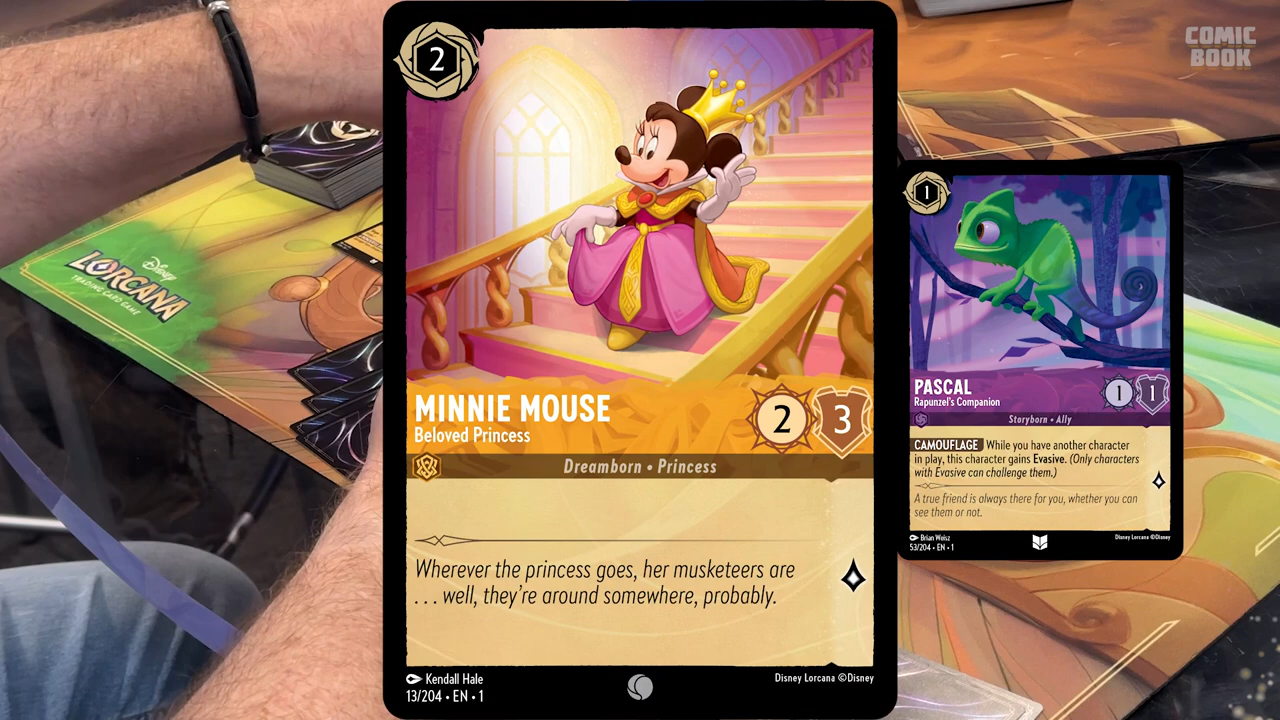 COMIC
BOOK
Disney
LORCANA
TRADING CARD GAME
2
MINNIE MOUSE
Beloved Princess
2
3
Dreamborn • Princess
Wherever the princess goes, her musketeers are
. . . well, they’re around somewhere, probably.
Kendall Hale
13/204 • EN • 1
Disney Lorcana ©Disney
1
PASCAL
Rapunzel's Companion
1
1
Storyborn • Ally
CAMOUFLAGE While you have another character
in play, this character gains Evasive. (Only characters
with Evasive can challenge them.)
A true friend is always there for you, whether you can
see them or not.
Brian Weisz
53/204 • EN • 1
Disney Lorcana ©Disney